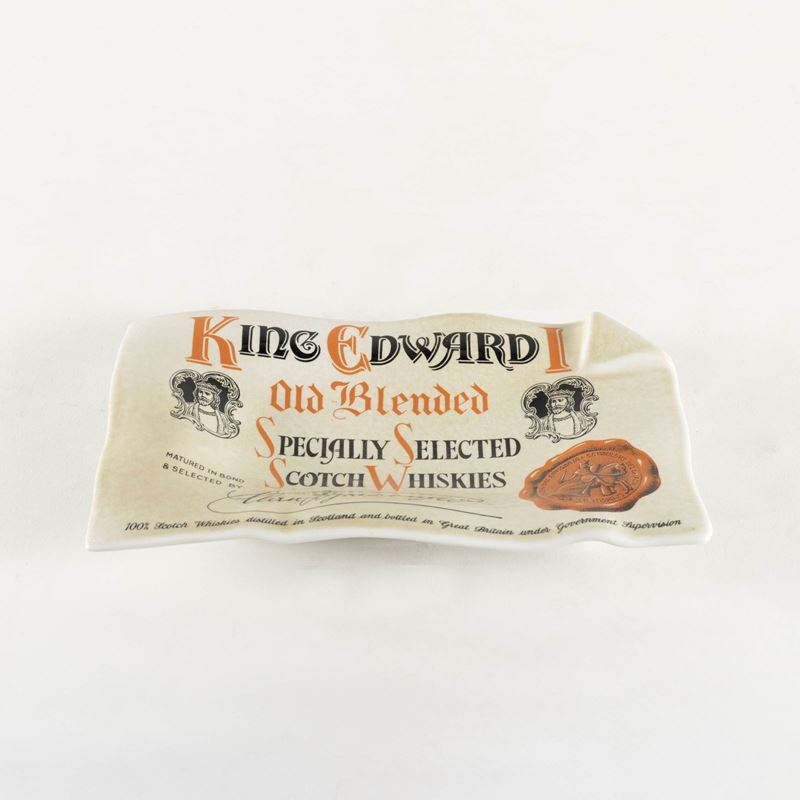 KING EDWARD I
Old Blended
SPECIALLY SELECTED
SCOTCH WHISKIES
MATURED IN BOND
& SELECTED BY
100% Scotch Whiskies distilled in Scotland and bottled in Great Britain under Government Supervision